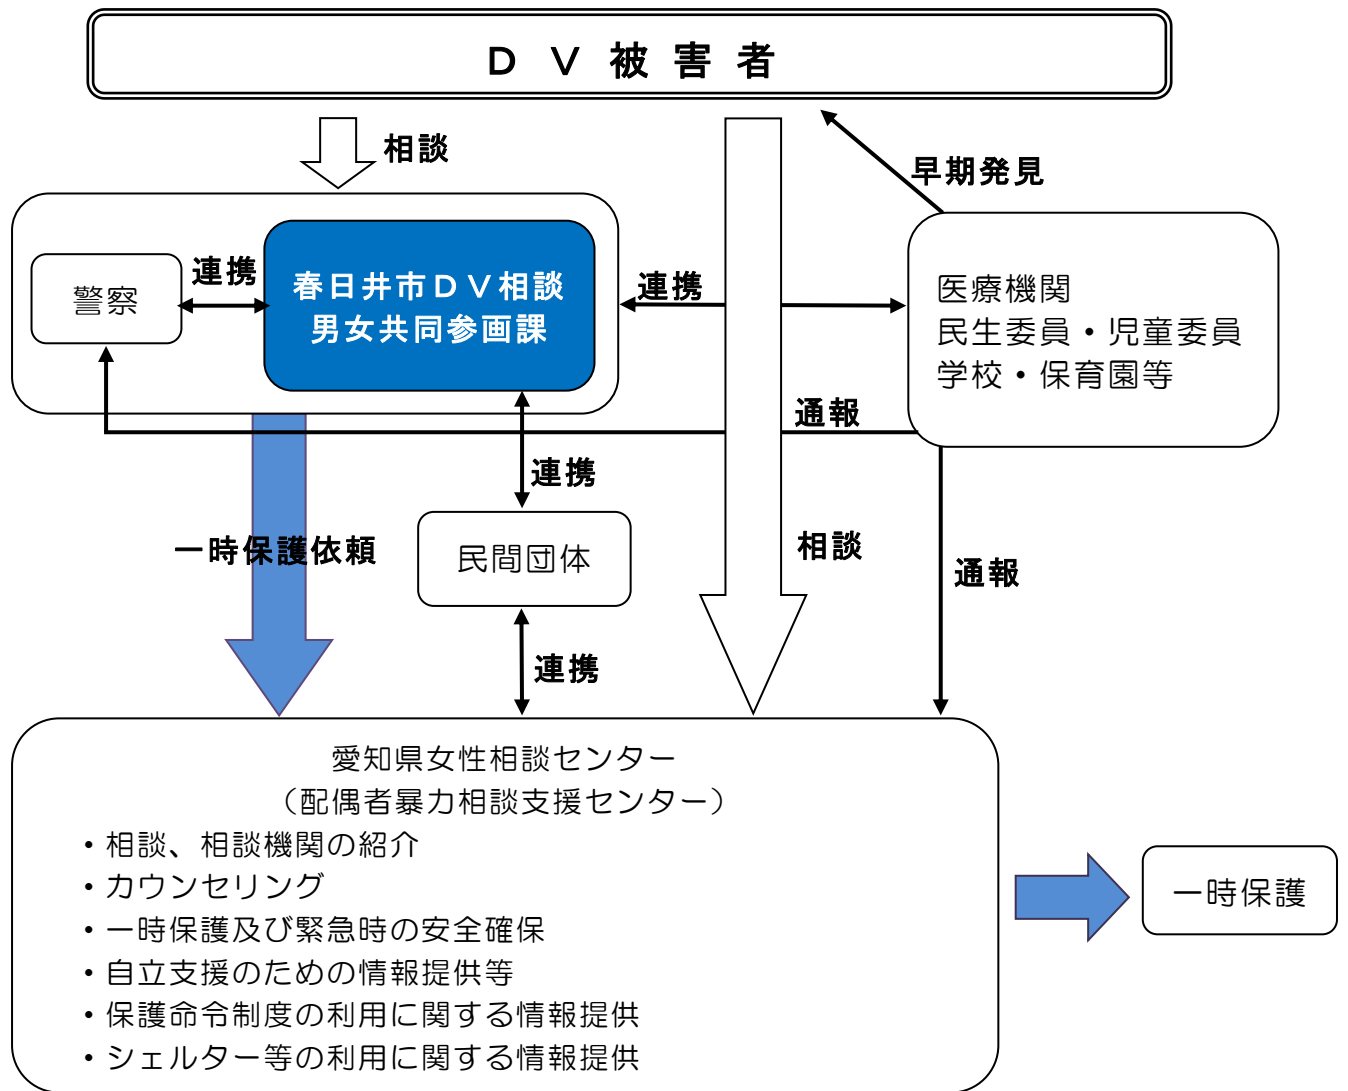 ＤＶ被害者
相談
早期発見
警察
連携
春日井市ＤＶ相談
男女共同参画課
連携
医療機関
民生委員・児童委員
学校・保育園等
通報
連携
一時保護依頼
民間団体
相談
通報
連携
愛知県女性相談センター
（配偶者暴力相談支援センター）
・相談、相談機関の紹介
・カウンセリング
・一時保護及び緊急時の安全確保
・自立支援のための情報提供等
・保護命令制度の利用に関する情報提供
・シェルター等の利用に関する情報提供
一時保護